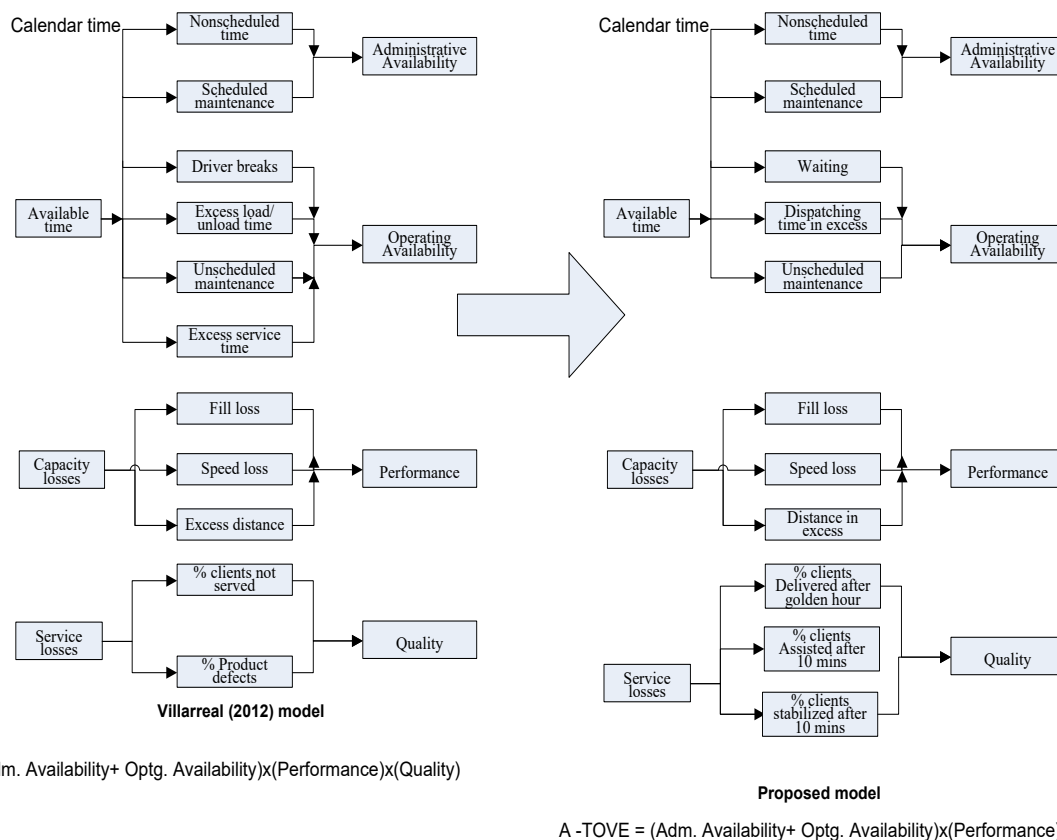 Calendar time
Nonscheduled
time
Administrative
Availability
Scheduled
maintenance
Driver breaks
Available
time
Excess load/
unload time
Operating
Availability
Unscheduled
maintenance
Excess service
time
Fill loss
Capacity
losses
Speed loss
Performance
Excess distance
% clients not
served
Service
losses
Quality
% Product
defects
Villarreal (2012) model
Availability+ Optg. Availability)x(Performance)x(Quality)
Calendar time
Nonscheduled
time
Administrative
Availability
Scheduled
maintenance
Waiting
Available
time
Dispatching
time in excess
Operating
Availability
Unscheduled
maintenance
Fill loss
Capacity
losses
Speed loss
Performance
Distance in
excess
% clients
Delivered after
golden hour
% clients
Assisted after
10 mins
Quality
Service
losses
% clients
stabilized after
10 mins
Proposed model
A -TOVE = (Adm. Availability+ Optg. Availability)x(Performance)